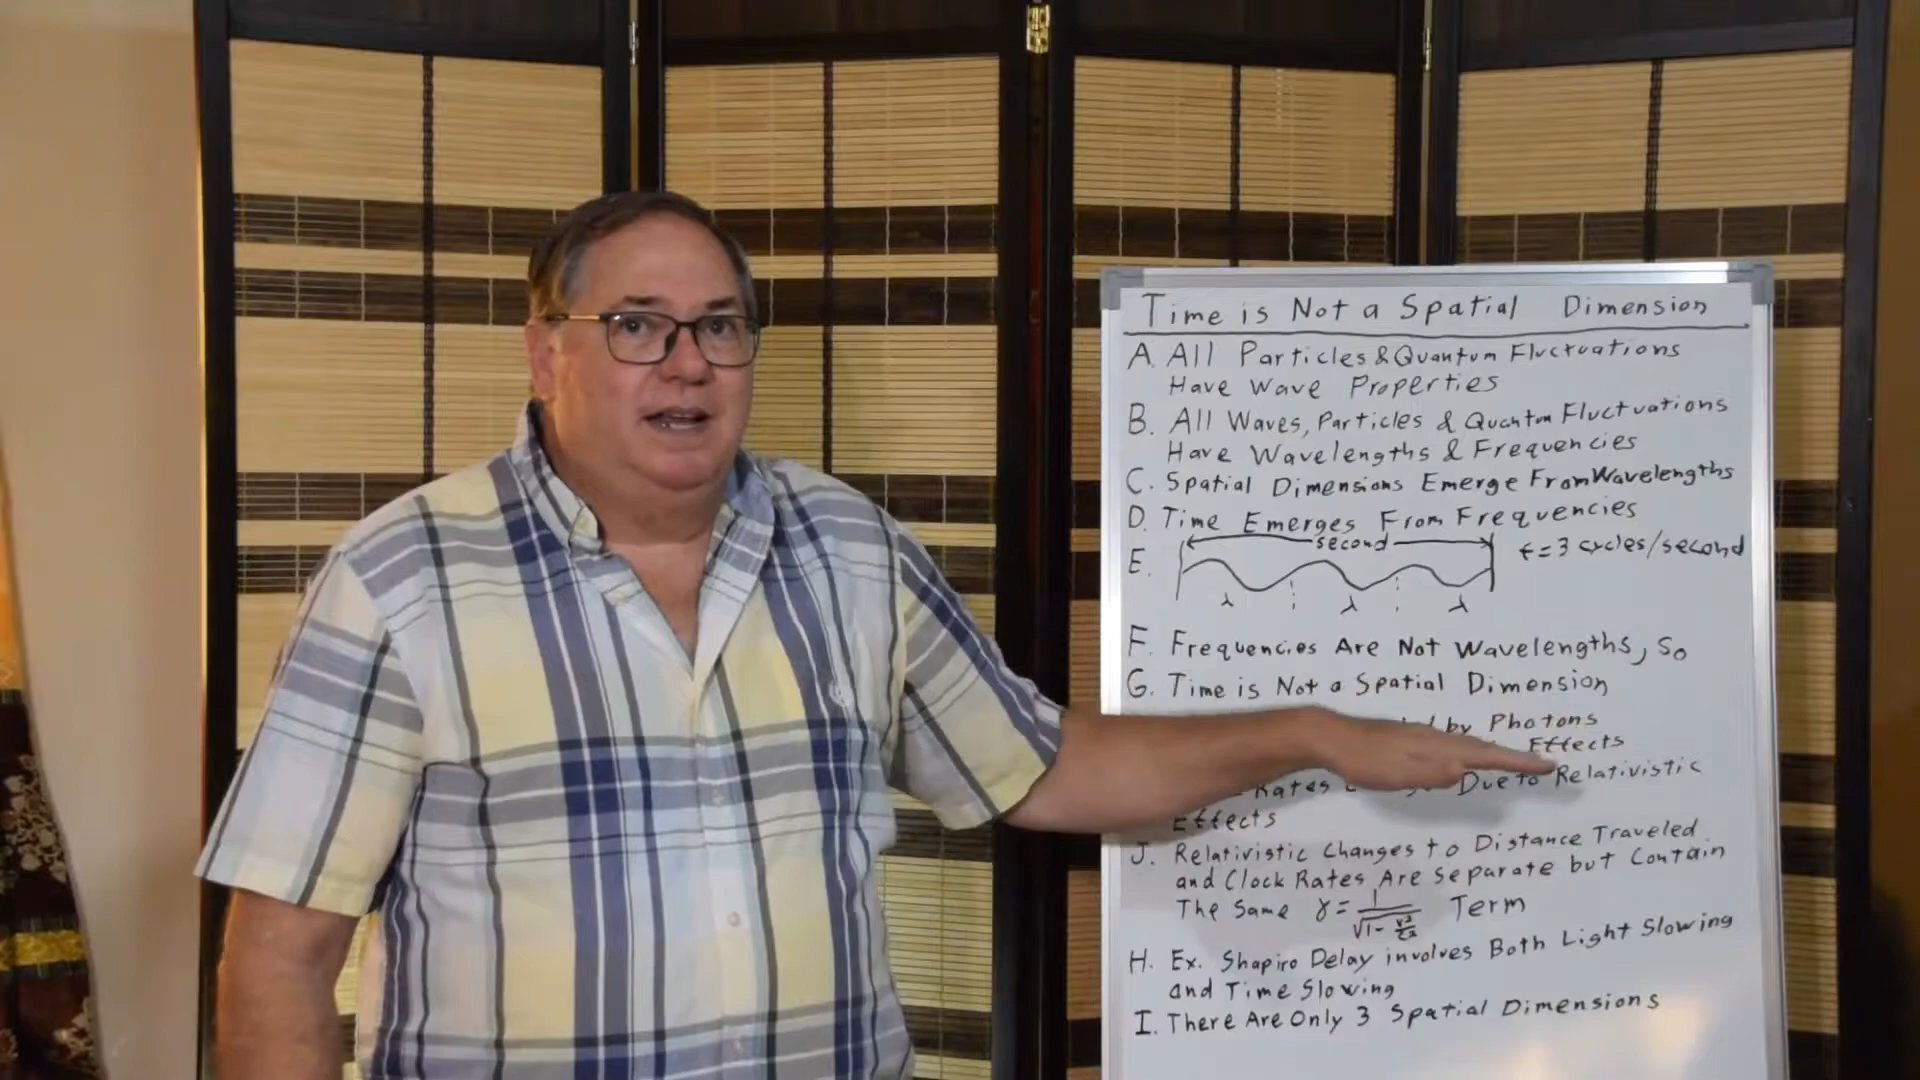 Time is Not a Spatial Dimension
A. All Particles & Quantum Fluctuations
Have Wave Properties
B. All Waves, Particles & Quantum Fluctuations
Have Wavelengths & Frequencies
C. Spatial Dimensions Emerge From Wavelengths
D. Time Emerges From Frequencies
E. second f = 3 cycles/second
λ λ λ
F. Frequencies Are Not Wavelengths, So
G. Time is Not a Spatial Dimension
by Photons
Effects
Rates Due to Relativistic
Effects
J. Relativistic Changes to Distance Traveled
and Clock Rates Are Separate but Contain
The Same γ = 1/√(1 - v²/c²) Term
H. Ex. Shapiro Delay involves Both Light Slowing
and Time Slowing
I. There Are Only 3 Spatial Dimensions